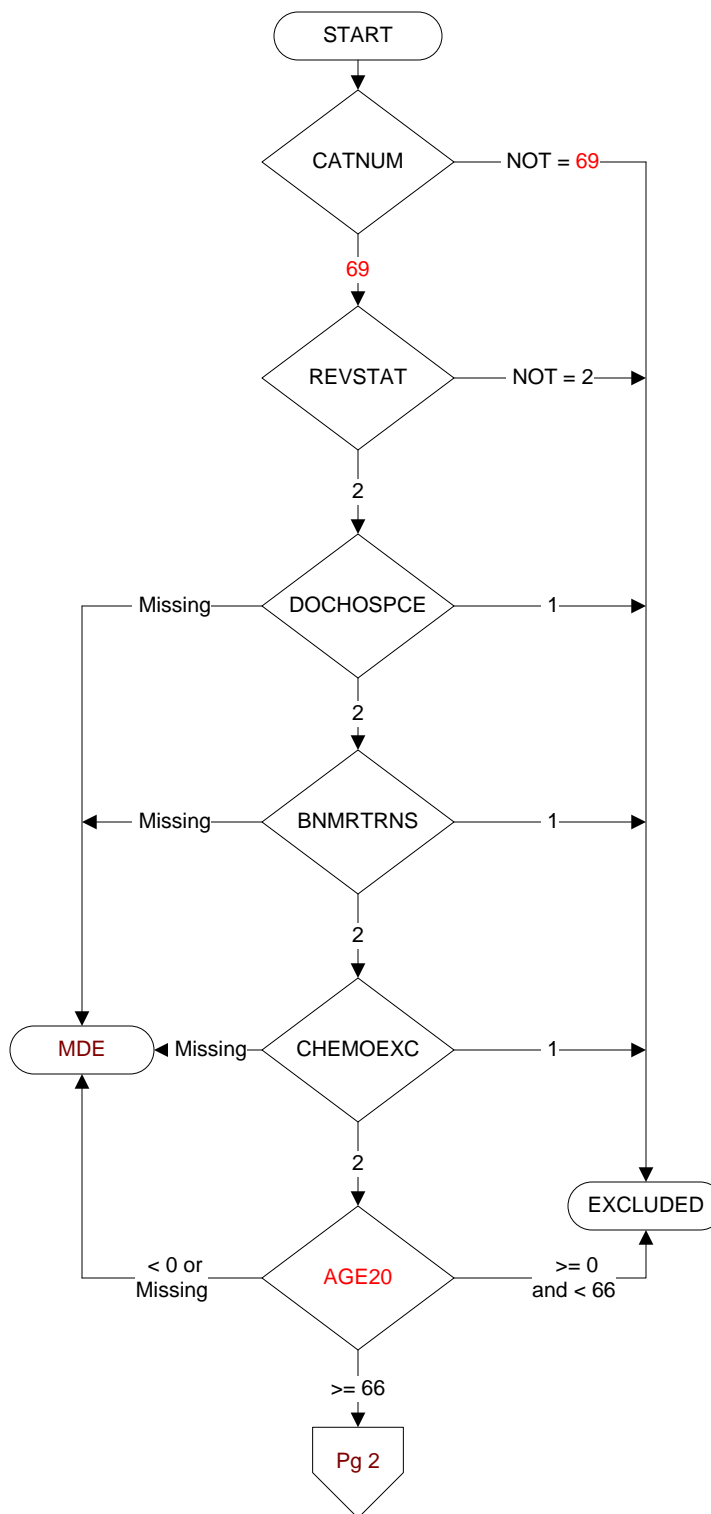 START
CATNUM
NOT = 69
69
REVSTAT
NOT = 2
2
Missing
DOCHOSPCE
1
2
Missing
BNMRTRNS
1
2
MDE
Missing
CHEMOEXC
1
2
EXCLUDED
< 0 or
Missing
AGE20
>= 0
and < 66
>= 66
Pg 2